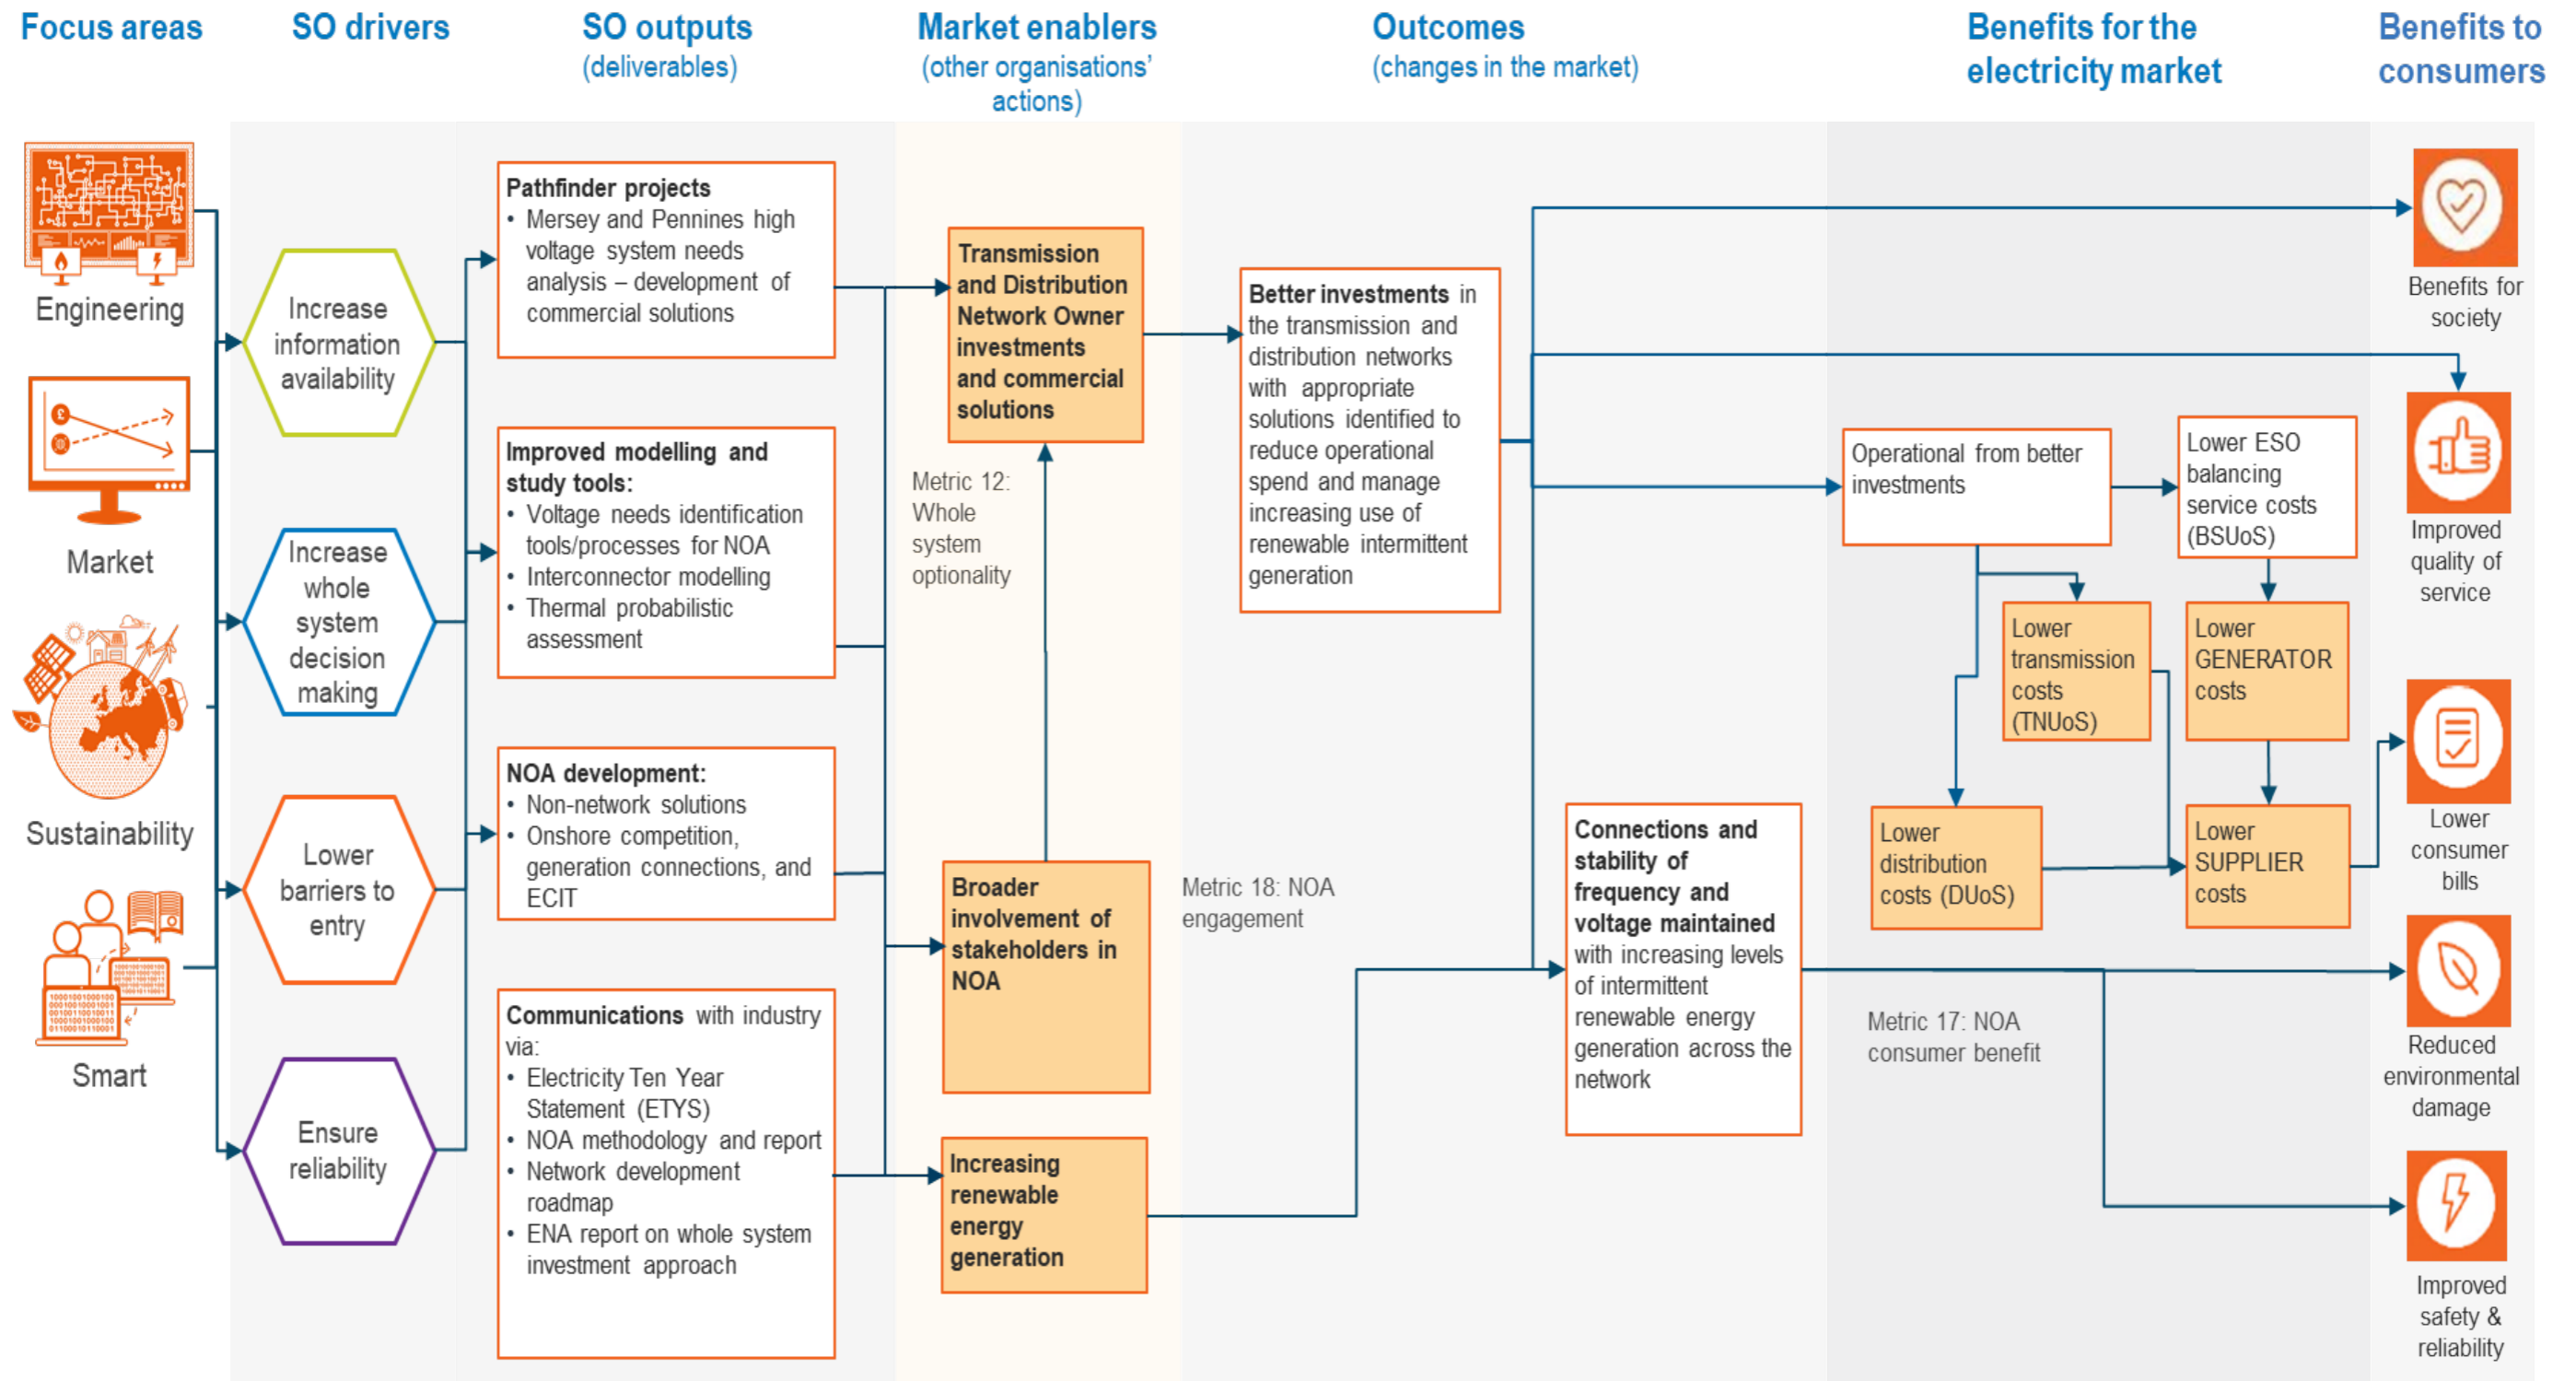 Focus areas
SO drivers
SO outputs
(deliverables)
Market enablers
(other organisations'
actions)
Outcomes
(changes in the market)
Benefits for the
electricity market
Benefits to
consumers
Engineering
Market
Sustainability
Smart
Increase
information
availability
Increase
whole
system
decision
making
Lower
barriers to
entry
Ensure
reliability
Pathfinder projects
• Mersey and Pennines high
voltage system needs
analysis – development of
commercial solutions
Improved modelling and
study tools:
• Voltage needs identification
tools/processes for NOA
• Interconnector modelling
• Thermal probabilistic
assessment
NOA development:
• Non-network solutions
• Onshore competition,
generation connections, and
ECIT
Communications with industry
via:
• Electricity Ten Year
Statement (ETYS)
• NOA methodology and report
• Network development
roadmap
• ENA report on whole system
investment approach
Transmission
and Distribution
Network Owner
investments
and commercial
solutions
Metric 12:
Whole
system
optionality
Broader
involvement of
stakeholders in
NOA
Increasing
renewable
energy
generation
Metric 18: NOA
engagement
Better investments in
the transmission and
distribution networks
with appropriate
solutions identified to
reduce operational
spend and manage
increasing use of
renewable intermittent
generation
Connections and
stability of
frequency and
voltage maintained
with increasing levels
of intermittent
renewable energy
generation across the
network
Operational from better
investments
Lower ESO
balancing
service costs
(BSUoS)
Lower
transmission
costs
(TNUoS)
Lower
GENERATOR
costs
Lower
distribution
costs (DUoS)
Lower
SUPPLIER
costs
Metric 17: NOA
consumer benefit
Benefits for
society
Improved
quality of
service
Lower
consumer
bills
Reduced
environmental
damage
Improved
safety &
reliability